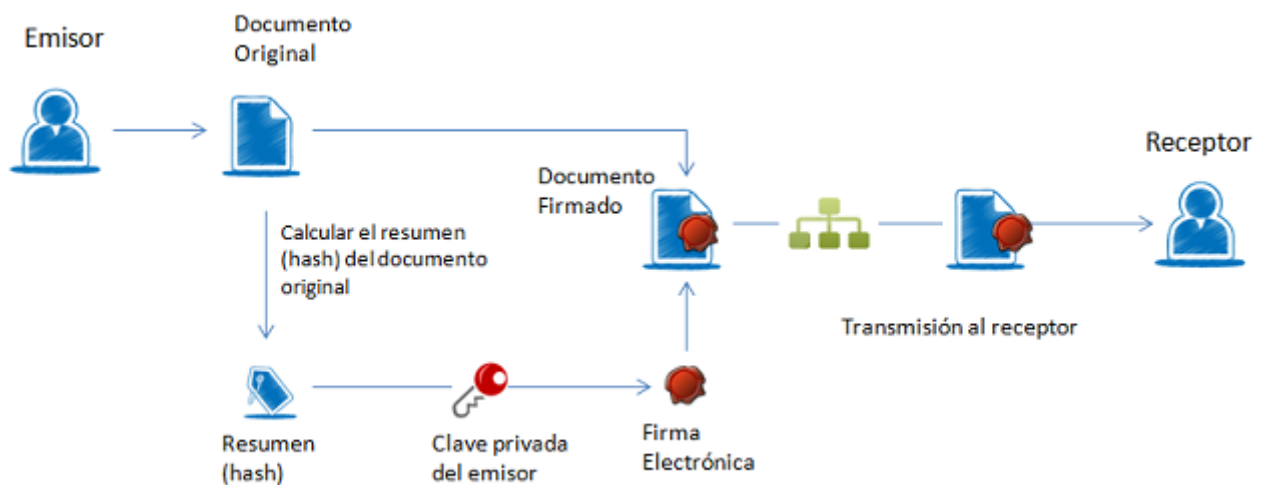 Emisor
Documento
Original
Receptor
Documento
Firmado
Calcular el resumen
(hash) del documento
original
Transmisión al receptor
Resumen
(hash)
Clave privada
del emisor
Firma
Electrónica